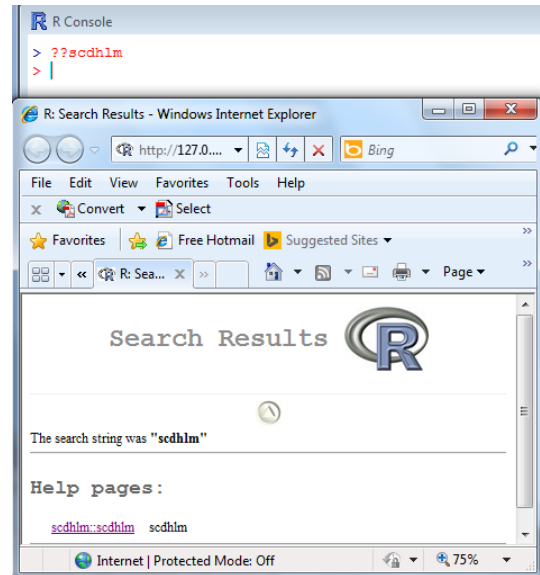 R Console
> ??scdhlm
>
R: Search Results - Windows Internet Explorer
http://127.0.... Bing
File Edit View Favorites Tools Help
x Convert Select
Favorites Free Hotmail Suggested Sites
R: Sea... x Page
Search Results R
The search string was "scdhlm"
Help pages:
scdhlm::scdhlm scdhlm
Internet | Protected Mode: Off 75%